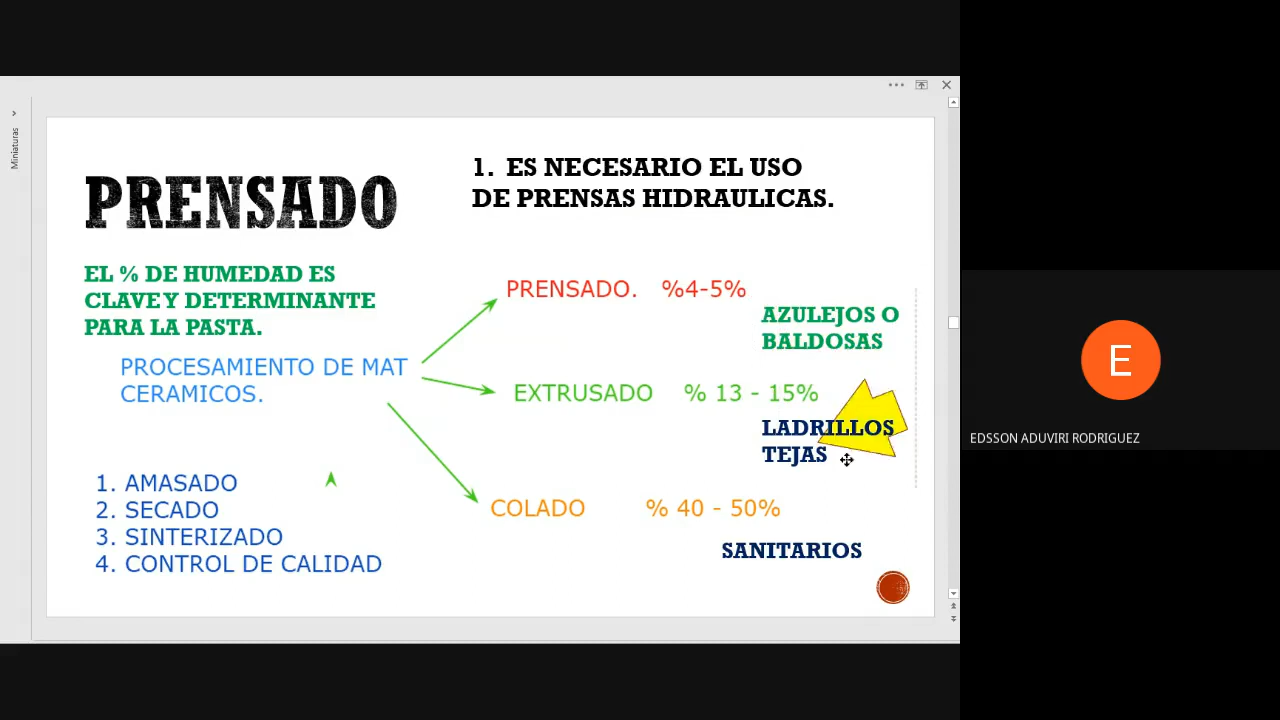 Miniaturas
PRENSADO
1. ES NECESARIO EL USO
DE PRENSAS HIDRAULICAS.
EL % DE HUMEDAD ES
CLAVE Y DETERMINANTE
PARA LA PASTA.
PROCESAMIENTO DE MAT
CERAMICOS.
PRENSADO. %4-5%
AZULEJOS O
BALDOSAS
EXTRUSADO % 13 - 15%
LADRILLOS
TEJAS
COLADO % 40 - 50%
SANITARIOS
1. AMASADO
2. SECADO
3. SINTERIZADO
4. CONTROL DE CALIDAD
E
EDSSON ADUVIRI RODRIGUEZ